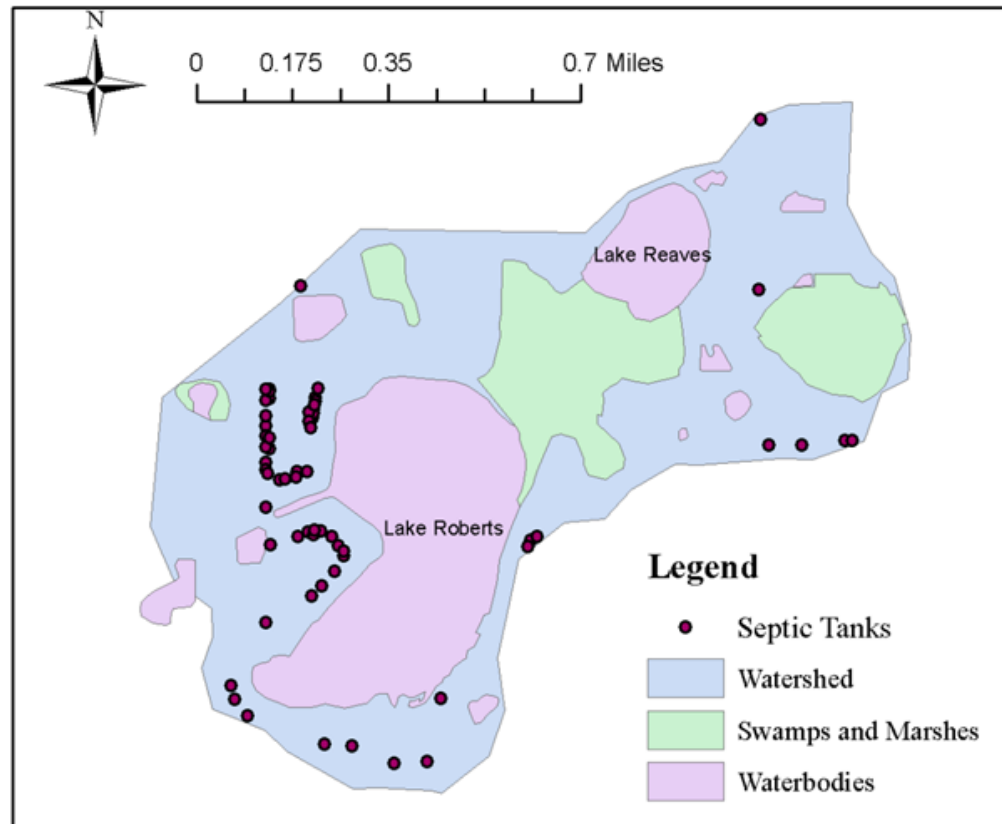 N
0 0.175 0.35 0.7 Miles
Lake Reaves
Lake Roberts
Legend
Septic Tanks
Watershed
Swamps and Marshes
Waterbodies